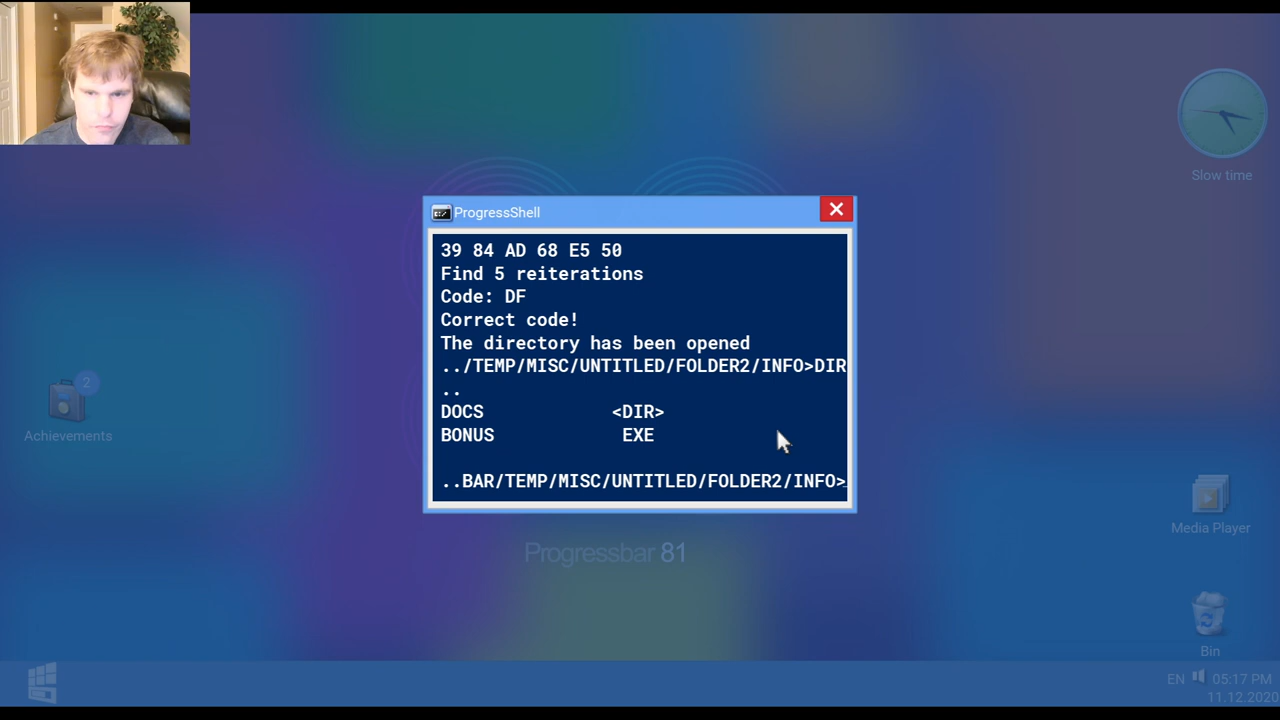 Slow time
ProgressShell
39 84 AD 68 E5 50
Find 5 reiterations
Code: DF
Correct code!
The directory has been opened
../TEMP/MISC/UNTITLED/FOLDER2/INFO>DIR
..
DOCS <DIR>
BONUS EXE
..BAR/TEMP/MISC/UNTITLED/FOLDER2/INFO>_
2
Achievements
Media Player
Progressbar 81
Bin
EN 05:17 PM
11.12.2020